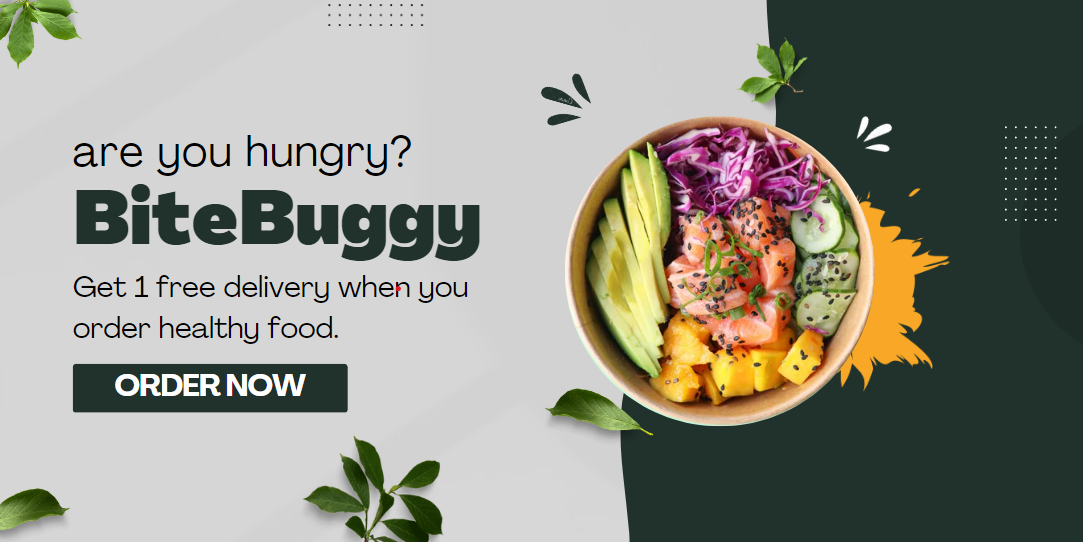 are you hungry?
BiteBuggy
Get 1 free delivery when you
order healthy food.
ORDER NOW